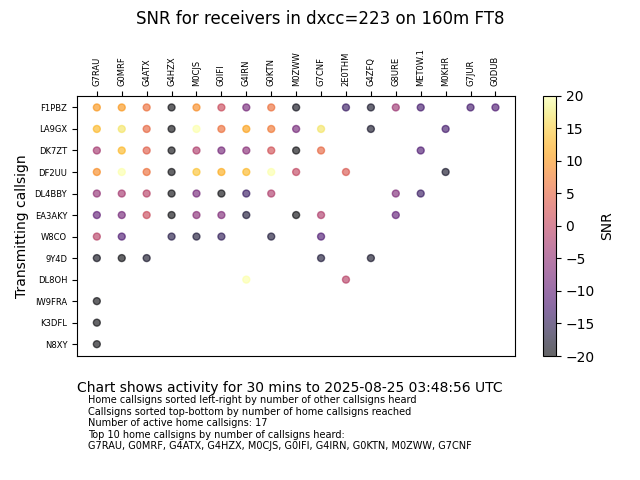 SNR for receivers in dxcc=223 on 160m FT8
G7RAU G0MRF G4ATX G4HZX M0CJS G0IFI G4IRN G0KTN M0ZWW G7CNF 2E0THM G4ZFQ G8URE MET0W.1 M0KHR G7JUR G0DUB
F1PBZ
LA9GX
DK7ZT
DF2UU
DL4BBY
EA3AKY
W8CO
9Y4D
DL8OH
IW9FRA
K3DFL
N8XY
Transmitting callsign
20
15
10
5
0
−5
−10
−15
−20
SNR
Chart shows activity for 30 mins to 2025-08-25 03:48:56 UTC
Home callsigns sorted left-right by number of other callsigns heard
Callsigns sorted top-bottom by number of home callsigns reached
Number of active home callsigns: 17
Top 10 home callsigns by number of callsigns heard:
G7RAU, G0MRF, G4ATX, G4HZX, M0CJS, G0IFI, G4IRN, G0KTN, M0ZWW, G7CNF